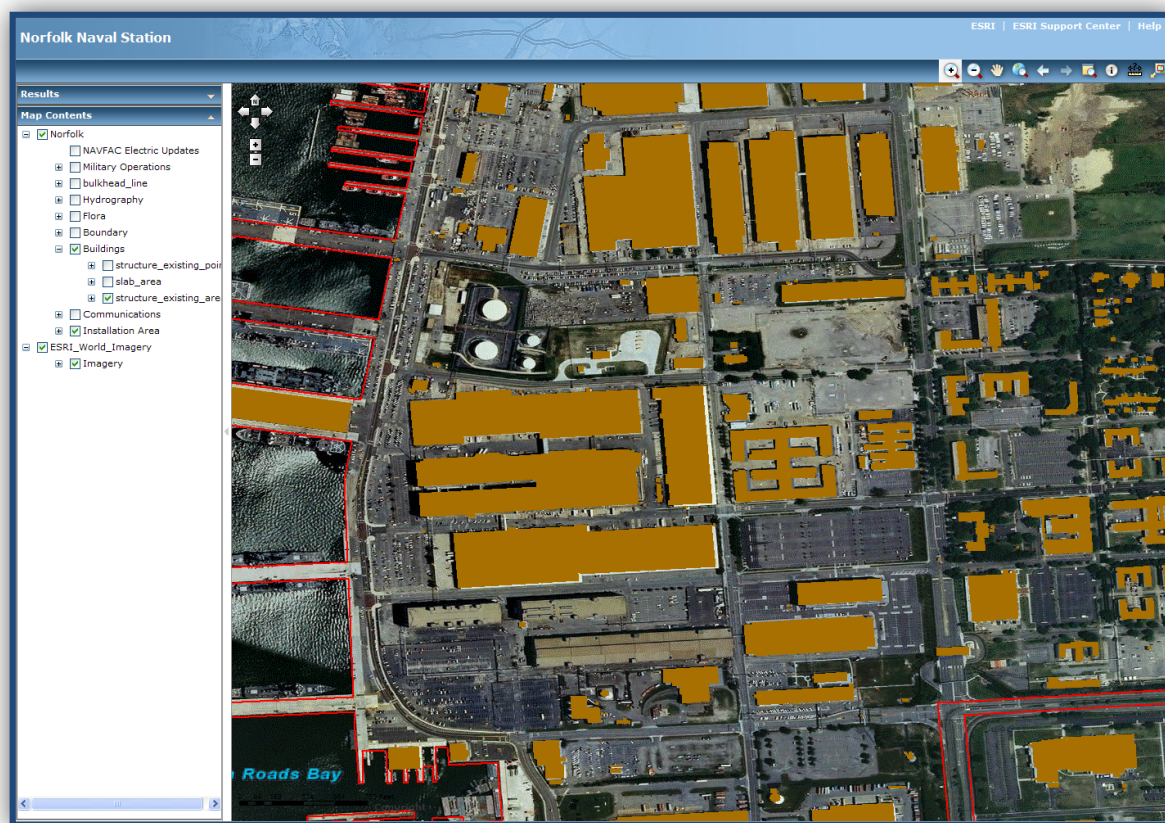 Norfolk Naval Station
ESRI | ESRI Support Center | Help
Results
Map Contents
Norfolk
NAVFAC Electric Updates
Military Operations
bulkhead_line
Hydrography
Flora
Boundary
Buildings
structure_existing_poi
slab_area
structure_existing_are
Communications
Installation Area
ESRI_World_Imagery
Imagery
N
Roads Bay